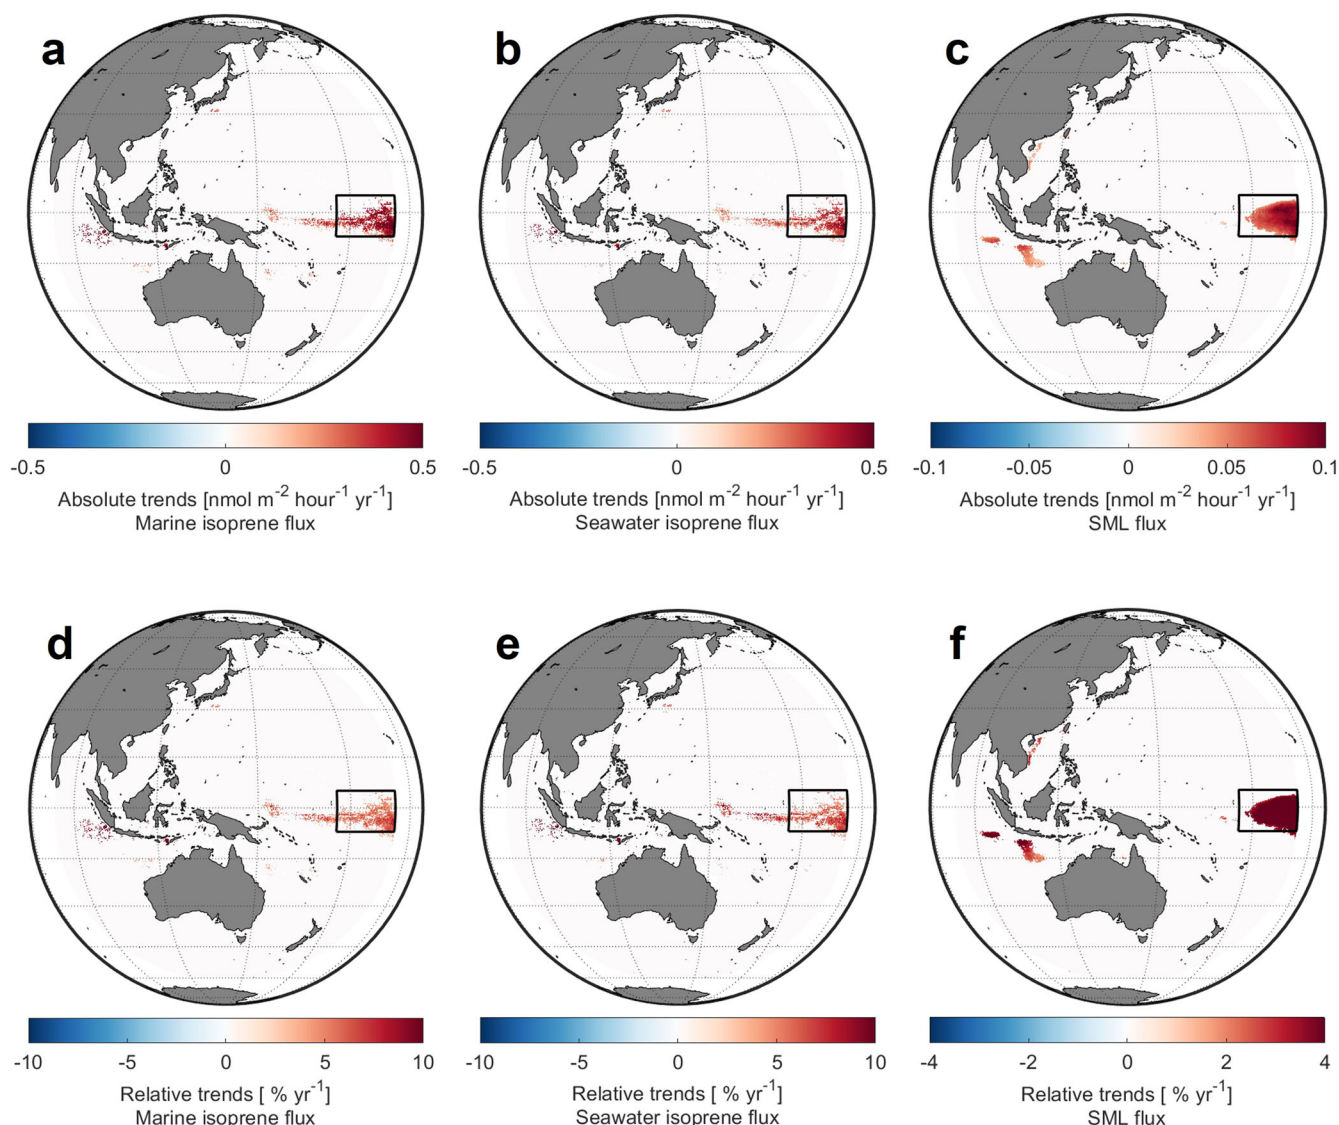 a
b
c
-0.5 0 0.5
Absolute trends [nmol m-2 hour-1 yr-1]
Marine isoprene flux
-0.5 0 0.5
Absolute trends [nmol m-2 hour-1 yr-1]
Seawater isoprene flux
-0.1 -0.05 0 0.05 0.1
Absolute trends [nmol m-2 hour-1 yr-1]
SML flux
d
e
f
-10 -5 0 5 10
Relative trends [ % yr-1]
Marine isoprene flux
-10 -5 0 5 10
Relative trends [ % yr-1]
Seawater isoprene flux
-4 -2 0 2 4
Relative trends [ % yr-1]
SML flux